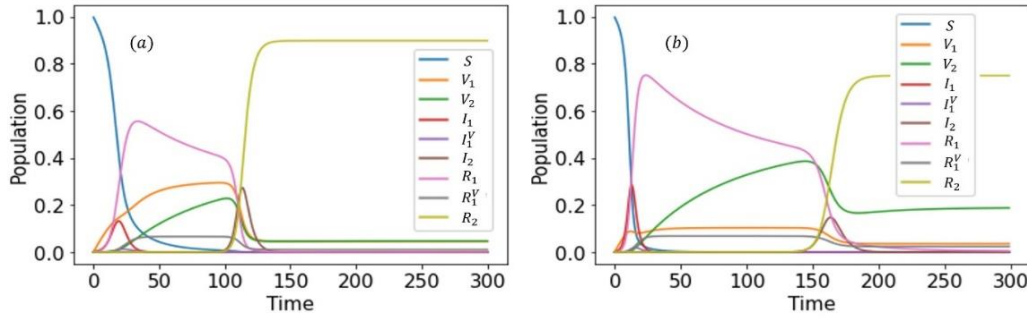 (a)
1.0
0.8
0.6
0.4
0.2
0.0
Population
0 50 100 150 200 250 300
Time
S
V₁
V₂
I₁
I₁ⱽ
I₂
R₁
R₁ⱽ
R₂
(b)
1.0
0.8
0.6
0.4
0.2
0.0
Population
0 50 100 150 200 250 300
Time
S
V₁
V₂
I₁
I₁ⱽ
I₂
R₁
R₁ⱽ
R₂